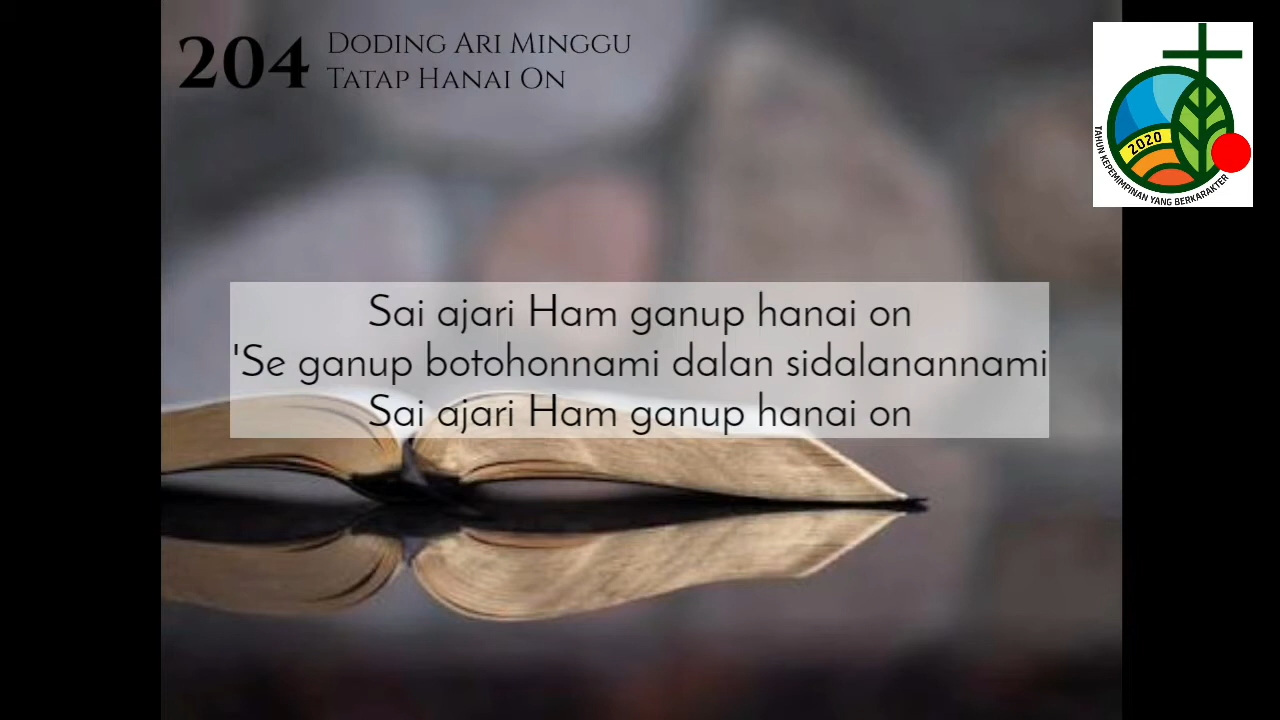 204
Doding Ari Minggu
Tatap Hanai On
Sai ajari Ham ganup hanai on
'Se ganup botohonnami dalan sidalanannami
Sai ajari Ham ganup hanai on
2020
TAHUN KEPEMIMPINAN YANG BERKARAKTER